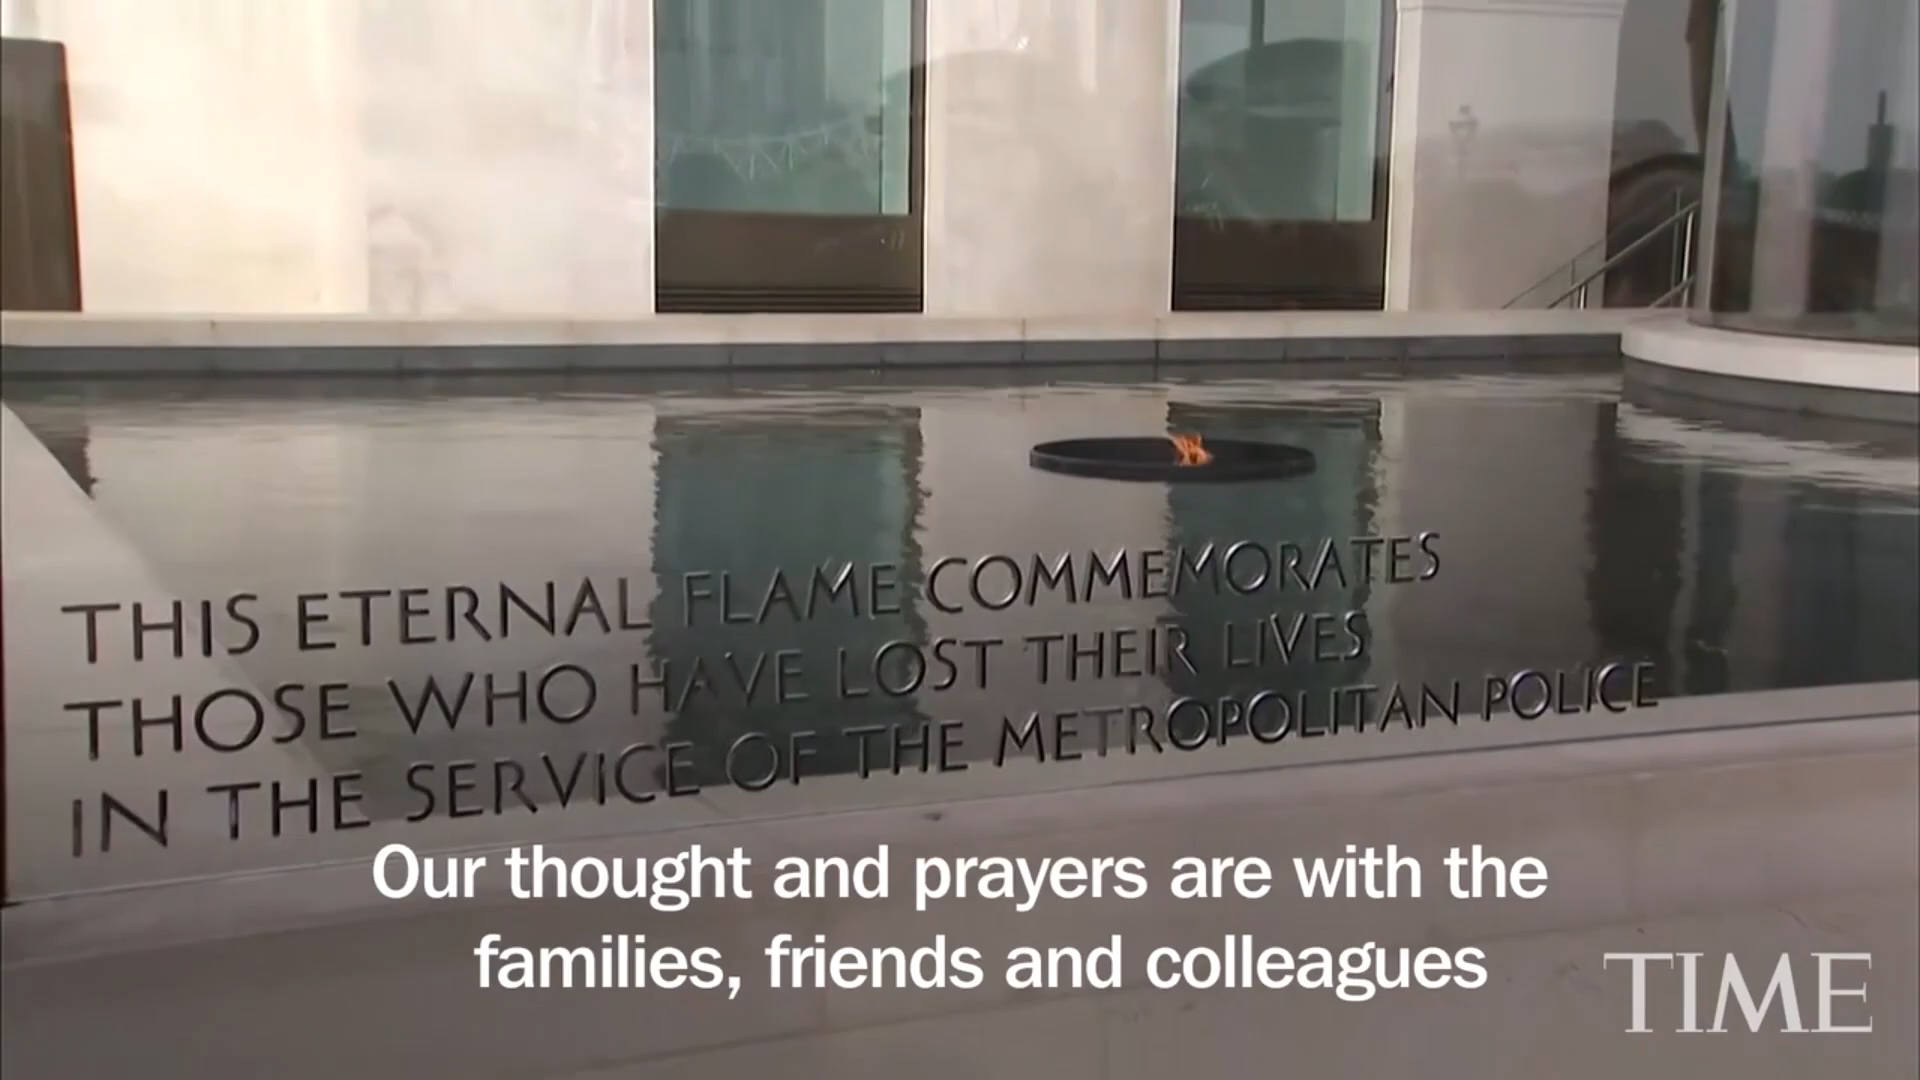 THIS ETERNAL FLAME COMMEMORATES
THOSE WHO HAVE LOST THEIR LIVES
IN THE SERVICE OF THE METROPOLITAN POLICE
Our thought and prayers are with the
families, friends and colleagues
TIME